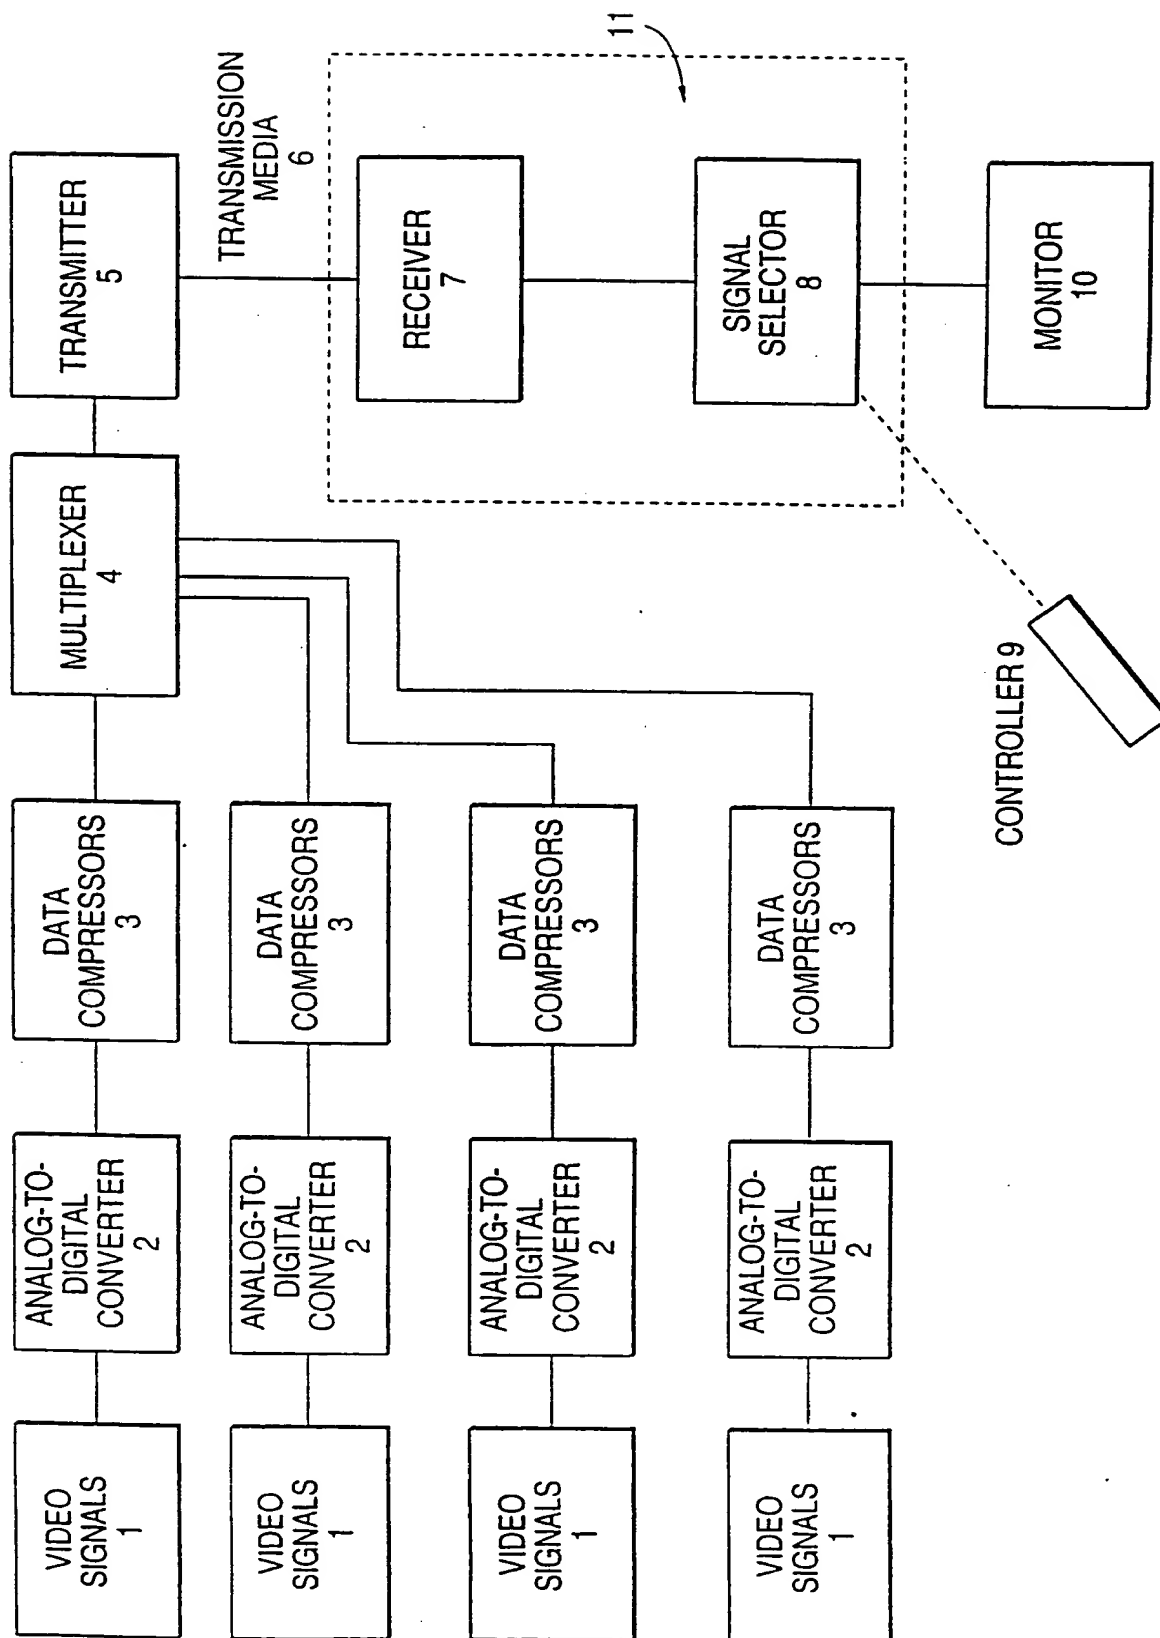 VIDEO
SIGNALS
1
ANALOG-TO-
DIGITAL
CONVERTER
2
DATA
COMPRESSORS
3
MULTIPLEXER
4
TRANSMITTER
5
VIDEO
SIGNALS
1
ANALOG-TO-
DIGITAL
CONVERTER
2
DATA
COMPRESSORS
3
TRANSMISSION
MEDIA
6
VIDEO
SIGNALS
1
ANALOG-TO-
DIGITAL
CONVERTER
2
DATA
COMPRESSORS
3
RECEIVER
7
11
VIDEO
SIGNALS
1
ANALOG-TO-
DIGITAL
CONVERTER
2
DATA
COMPRESSORS
3
SIGNAL
SELECTOR
8
CONTROLLER 9
MONITOR
10